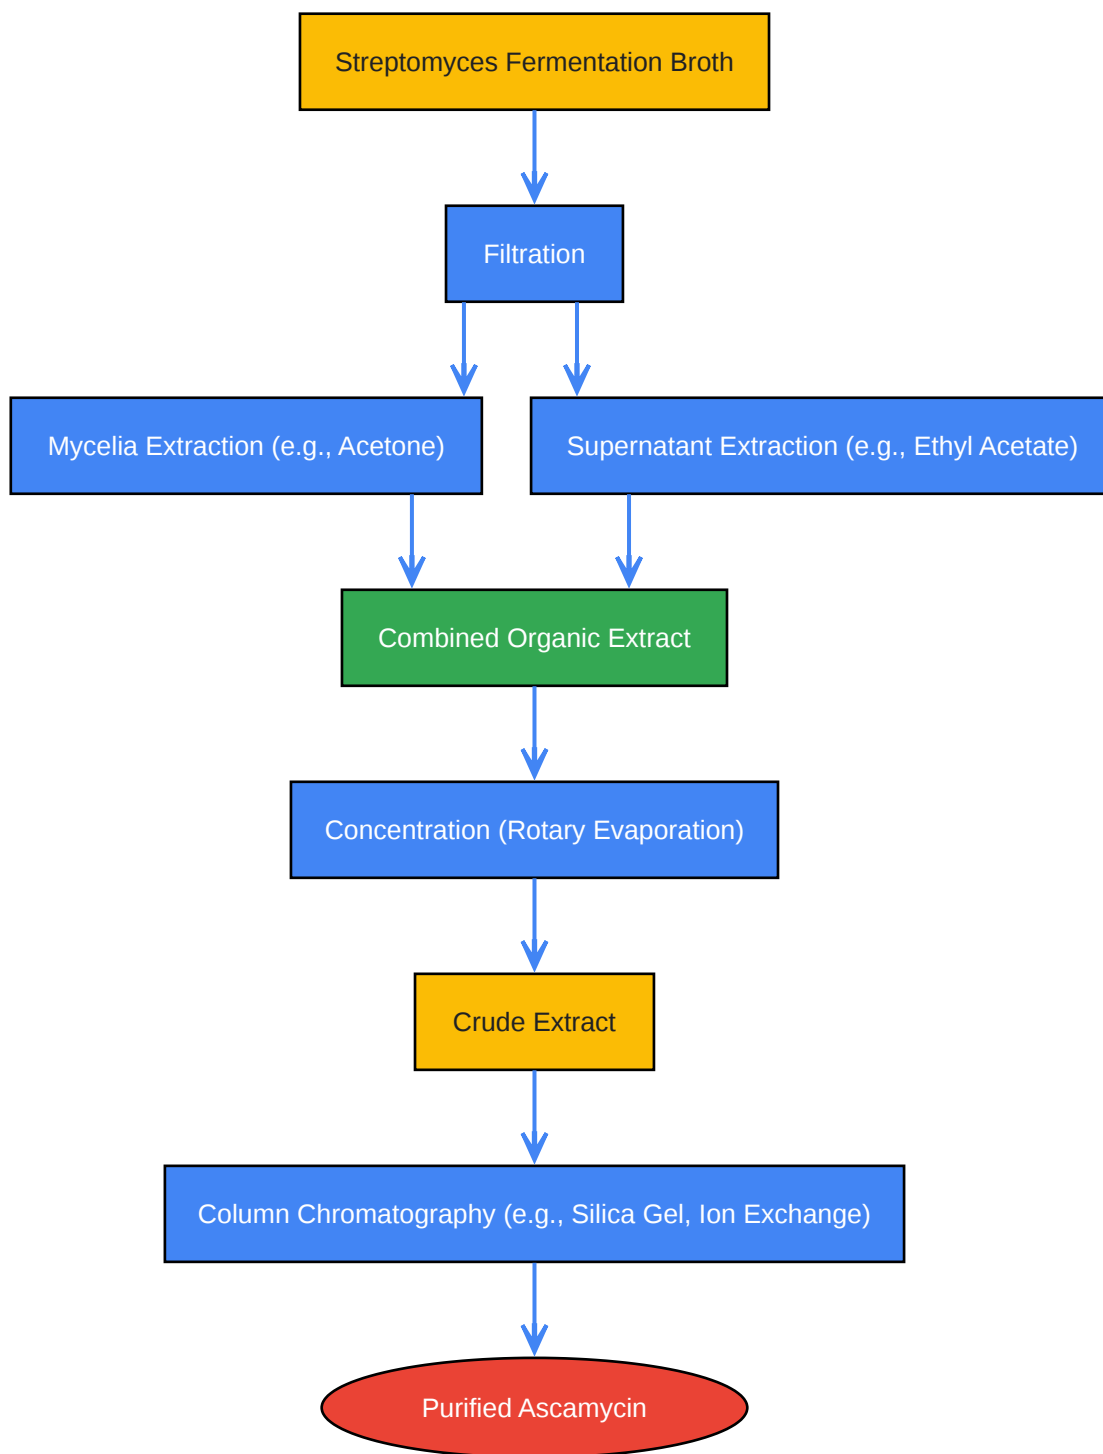 Streptomyces Fermentation Broth
Filtration
Mycelia Extraction (e.g., Acetone)
Supernatant Extraction (e.g., Ethyl Acetate)
Combined Organic Extract
Concentration (Rotary Evaporation)
Crude Extract
Column Chromatography (e.g., Silica Gel, Ion Exchange)
Purified Ascamycin